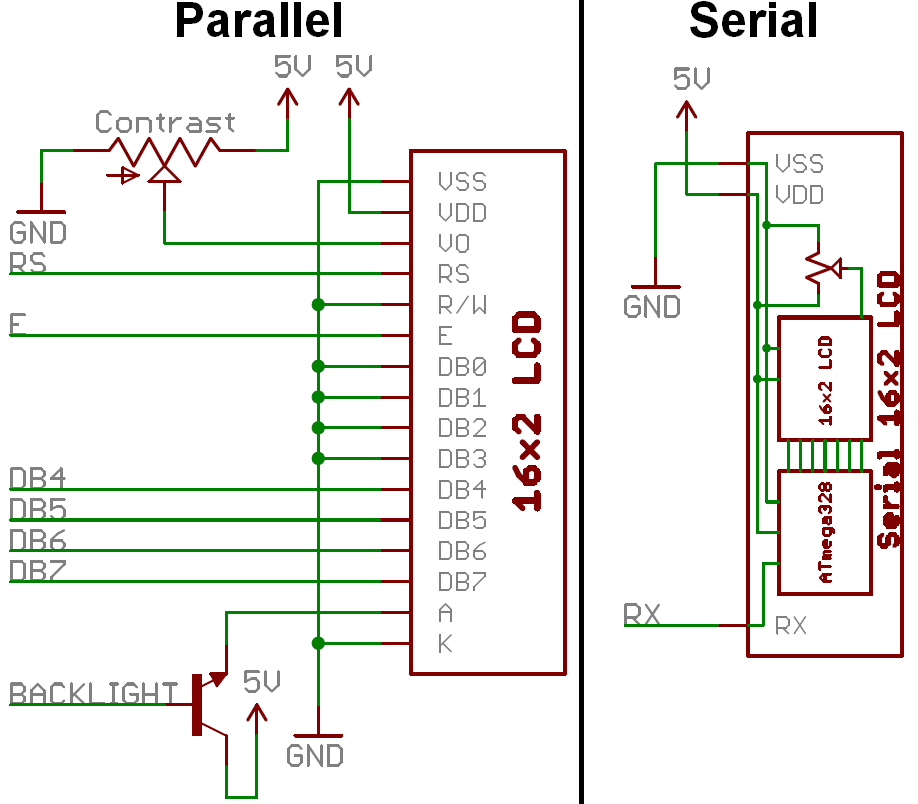 Parallel
5V 5V
Contrast
GND
RS
E
DB4
DB5
DB6
DB7
BACKLIGHT
5V
GND
VSS
VDD
VO
RS
R/W
E
DB0
DB1
DB2
DB3
DB4
DB5
DB6
DB7
A
K
16x2 LCD
Serial
5V
GND
RX
VSS
VDD
16x2 LCD
ATmega328
RX
Serial 16x2 LCD